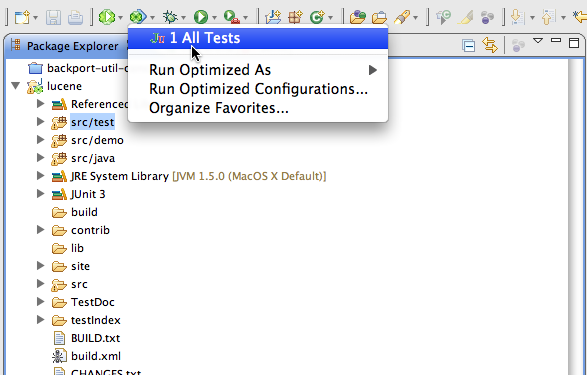 1 All Tests
Package Explorer
Run Optimized As
Run Optimized Configurations...
Organize Favorites...
backport-util-c
lucene
Referenced
src/test
src/demo
src/java
JRE System Library [JVM 1.5.0 (MacOS X Default)]
JUnit 3
build
contrib
lib
site
src
TestDoc
testIndex
BUILD.txt
build.xml
CHANGES.txt